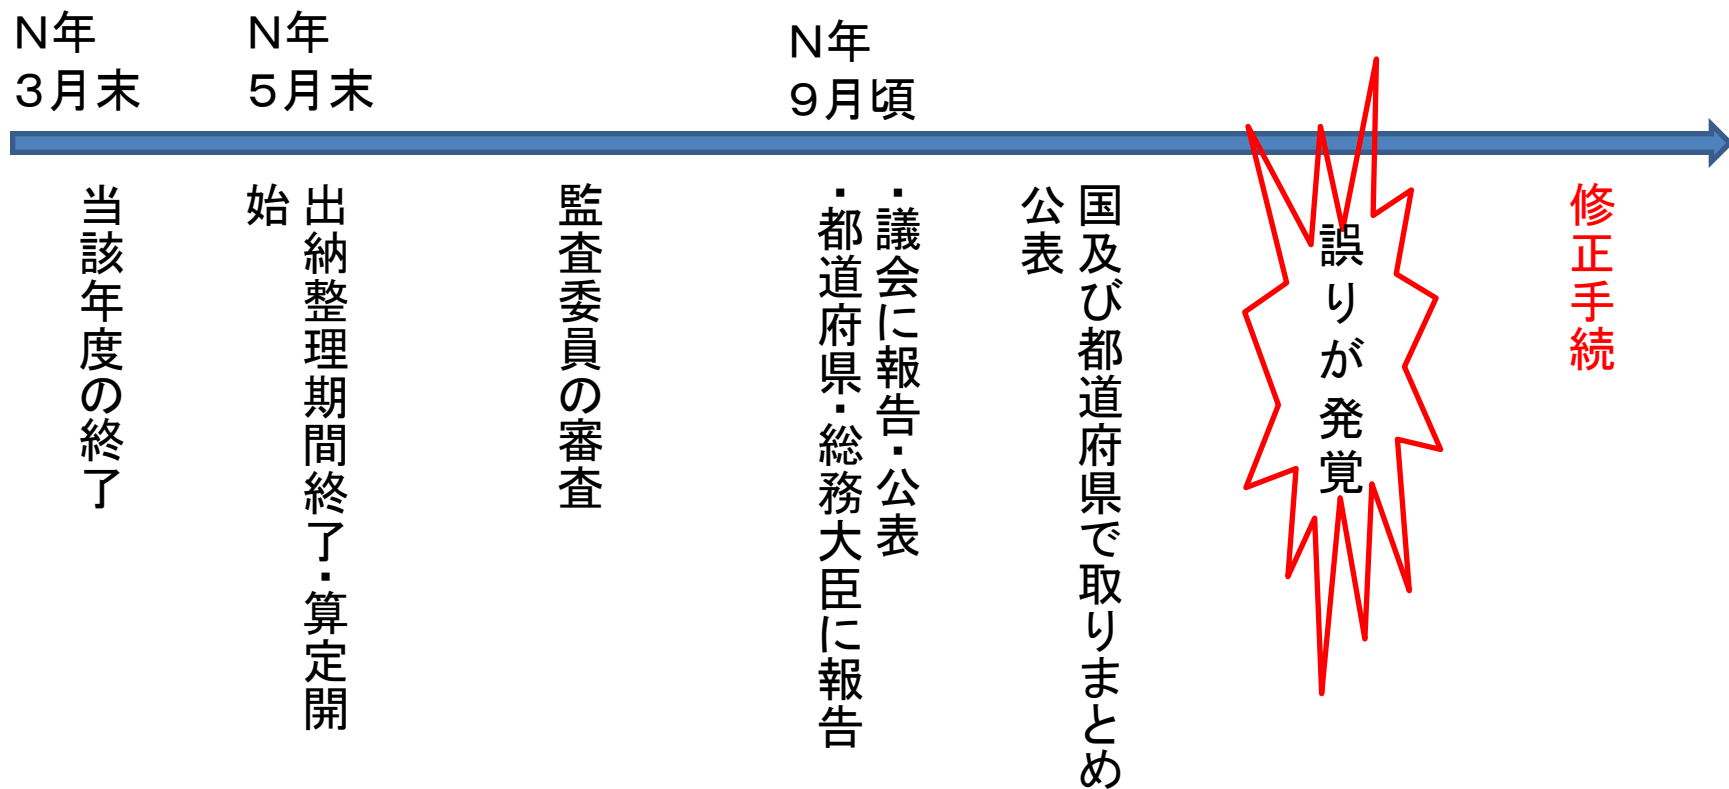 N年
3月末
N年
5月末
N年
9月頃
当該年度の終了
出納整理期間終了・算定開
始
監査委員の審査
・議会に報告・公表
・都道府県・総務大臣に報告
国及び都道府県で取りまとめ
公表
誤りが発覚
修正手続